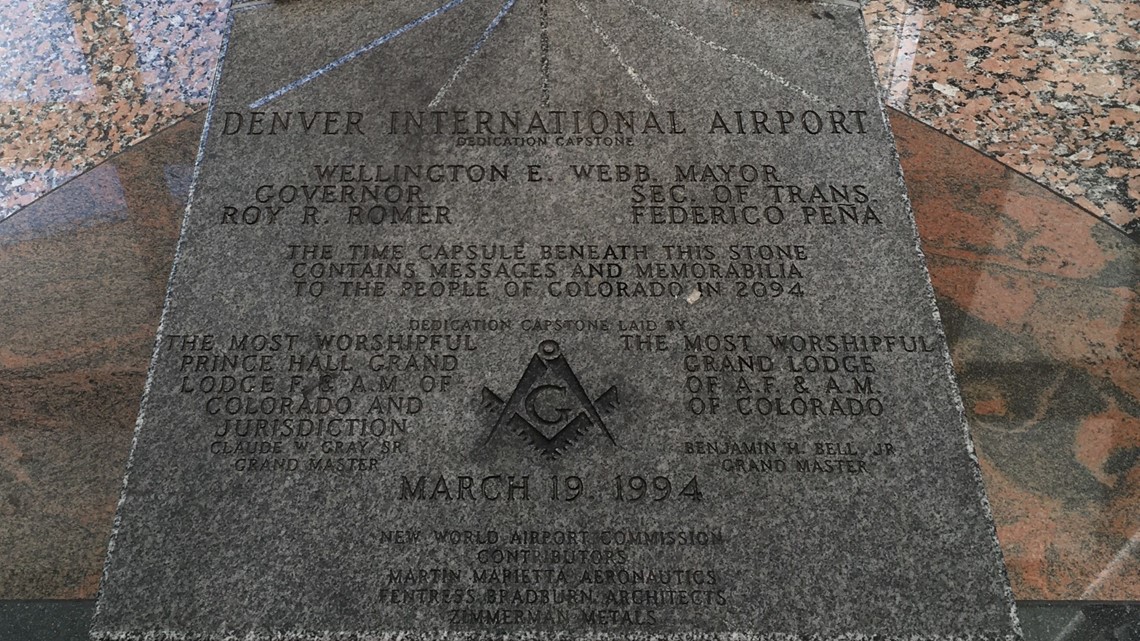 DENVER INTERNATIONAL AIRPORT
DEDICATION CAPSTONE
WELLINGTON E. WEBB. MAYOR
GOVERNOR
ROY R. ROMER
SEC. OF TRANS
FEDERICO PEÑA
THE TIME CAPSULE BENEATH THIS STONE
CONTAINS MESSAGES AND MEMORABILIA
TO THE PEOPLE OF COLORADO IN 2094
DEDICATION CAPSTONE LAID BY
THE MOST WORSHIPFUL
PRINCE HALL GRAND
LODGE F. & A.M. OF
COLORADO AND
JURISDICTION
CLAUDE W. GRAY SR.
GRAND MASTER
G
THE MOST WORSHIPFUL
GRAND LODGE
OF A.F. & A.M.
OF COLORADO
BENJAMIN H. BELL, JR
GRAND MASTER
MARCH 19, 1994
NEW WORLD AIRPORT COMMISSION
CONTRIBUTORS
MARTIN MARIETTA AERONAUTICS
FENTRESS BRADBURN ARCHITECTS
ZIMMERMAN METALS